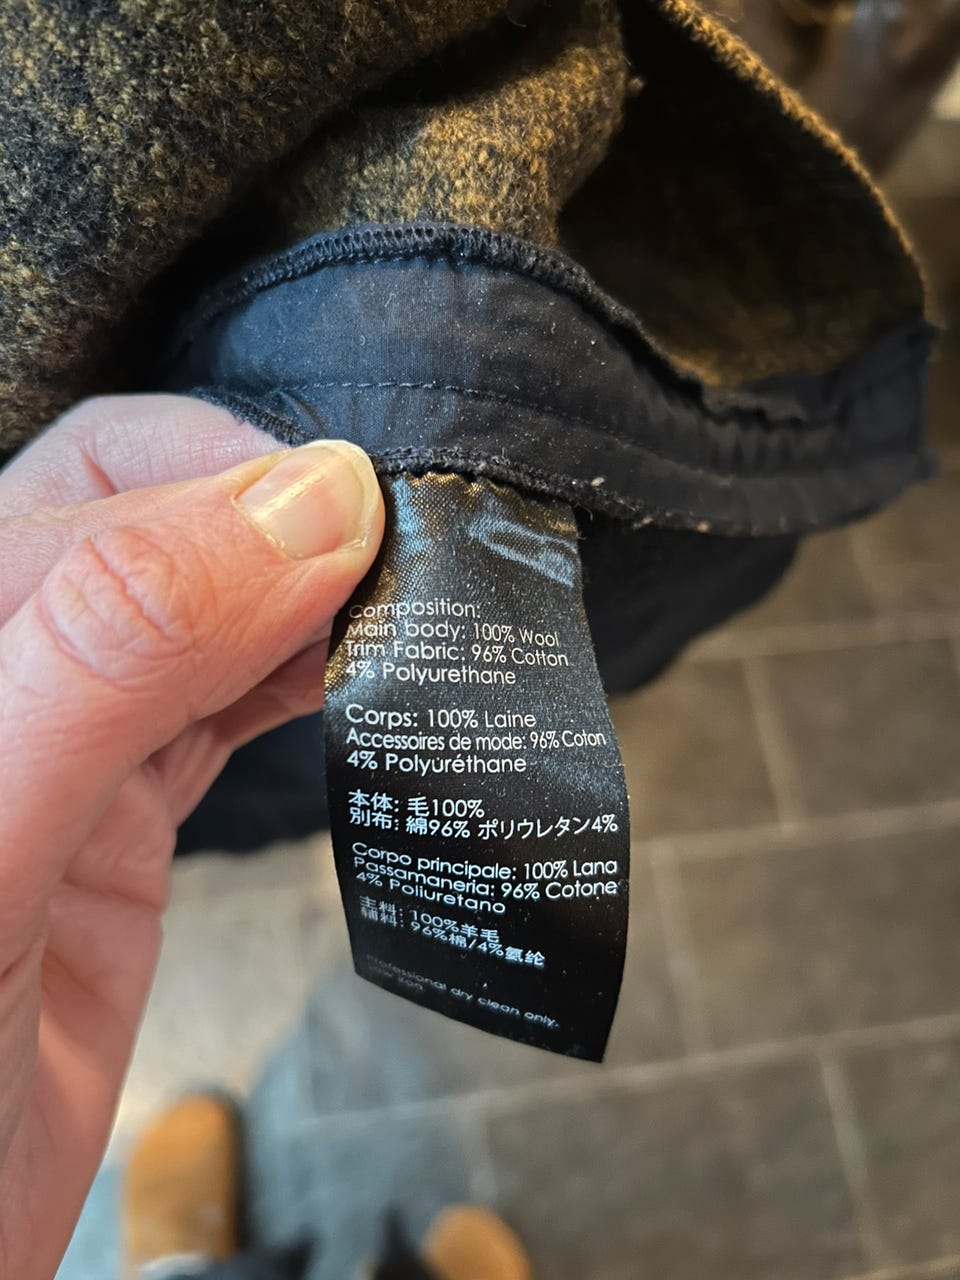 Composition:
Main body: 100% Wool
Trim Fabric: 96% Cotton
4% Polyurethane
Corps: 100% Laine
Accessoires de mode: 96% Coton
4% Polyuréthane
本体: 毛100%
別布: 綿96% ポリウレタン4%
Corpo principale: 100% Lana
Passamaneria: 96% Cotone
4% Poliuretano
主料: 100%羊毛
辅料: 96%棉/4%氨纶
Professional dry clean only.
Low iron